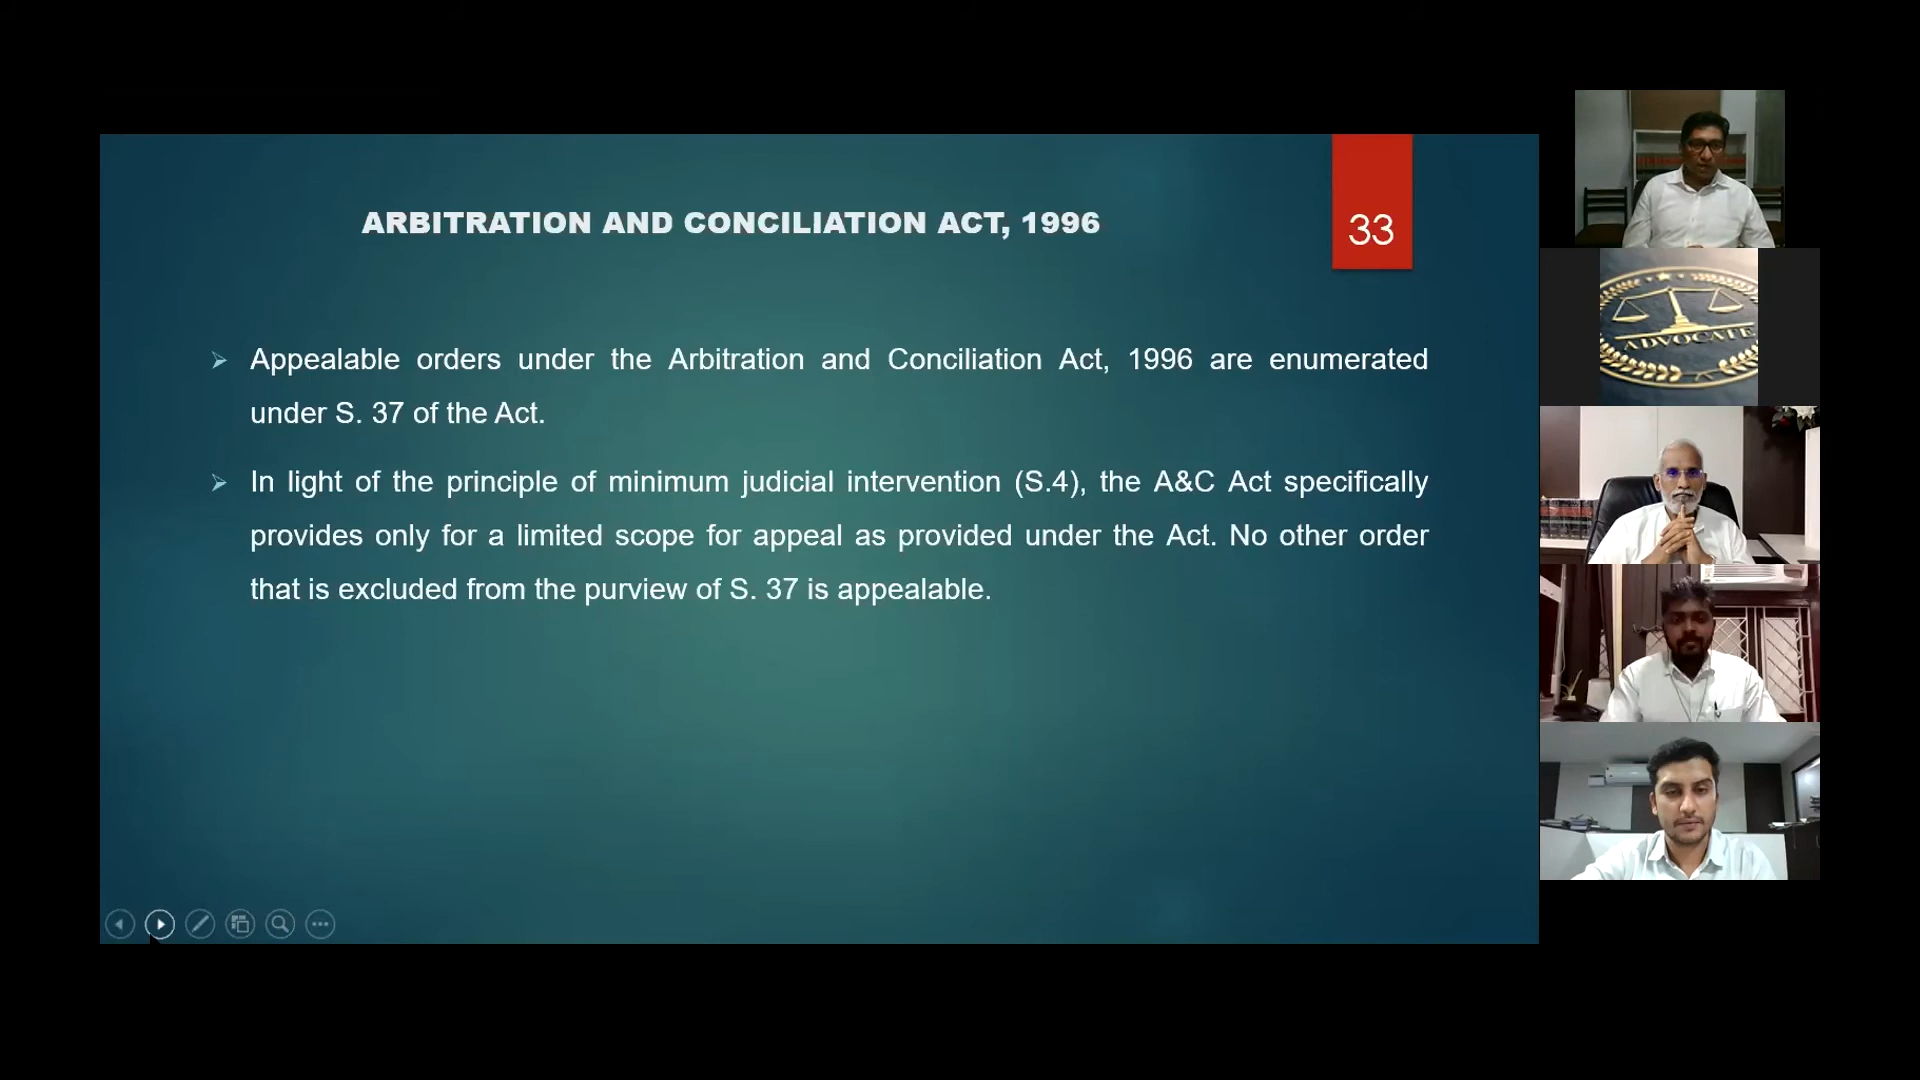 ARBITRATION AND CONCILIATION ACT, 1996
33
Appealable orders under the Arbitration and Conciliation Act, 1996 are enumerated
under S. 37 of the Act.
In light of the principle of minimum judicial intervention (S.4), the A&C Act specifically
provides only for a limited scope for appeal as provided under the Act. No other order
that is excluded from the purview of S. 37 is appealable.
ADVOCATE